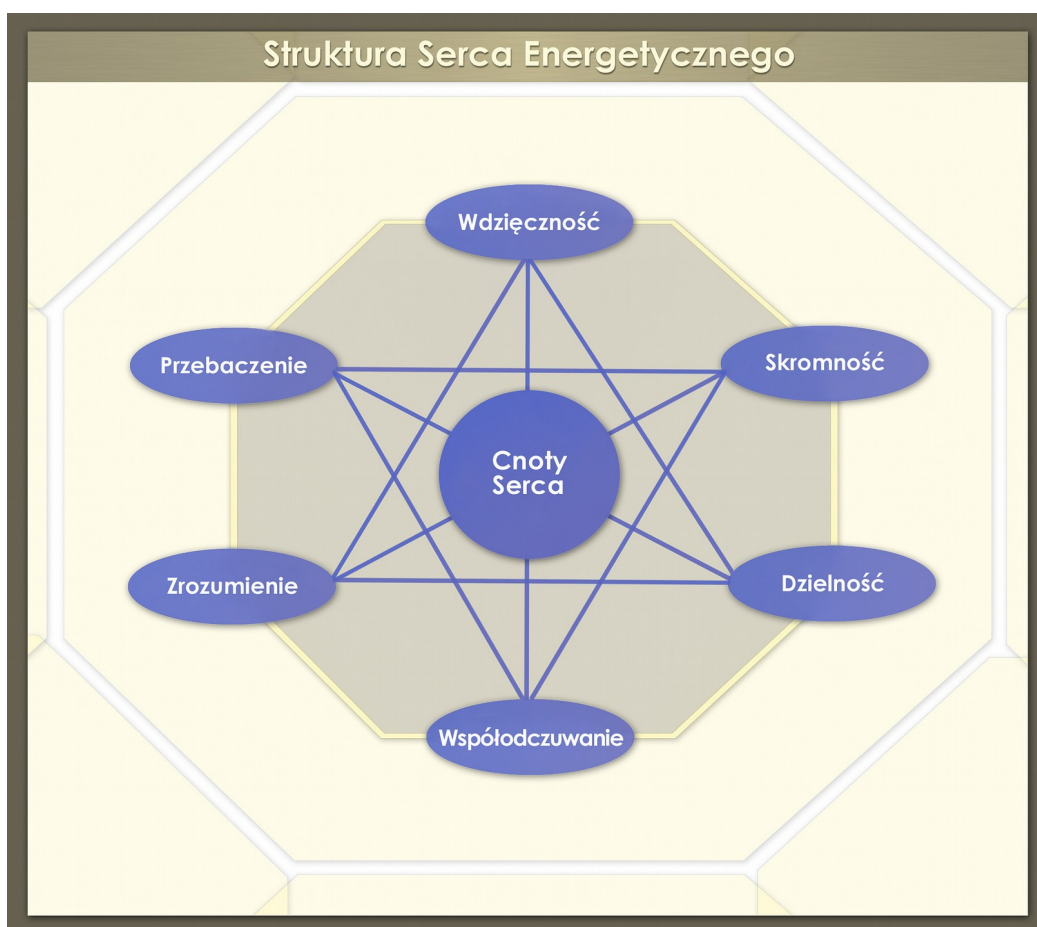 Struktura Serca Energetycznego
Wdzięczność
Przebaczenie
Skromność
Cnoty
Serca
Zrozumienie
Dzielność
Współodczuwanie